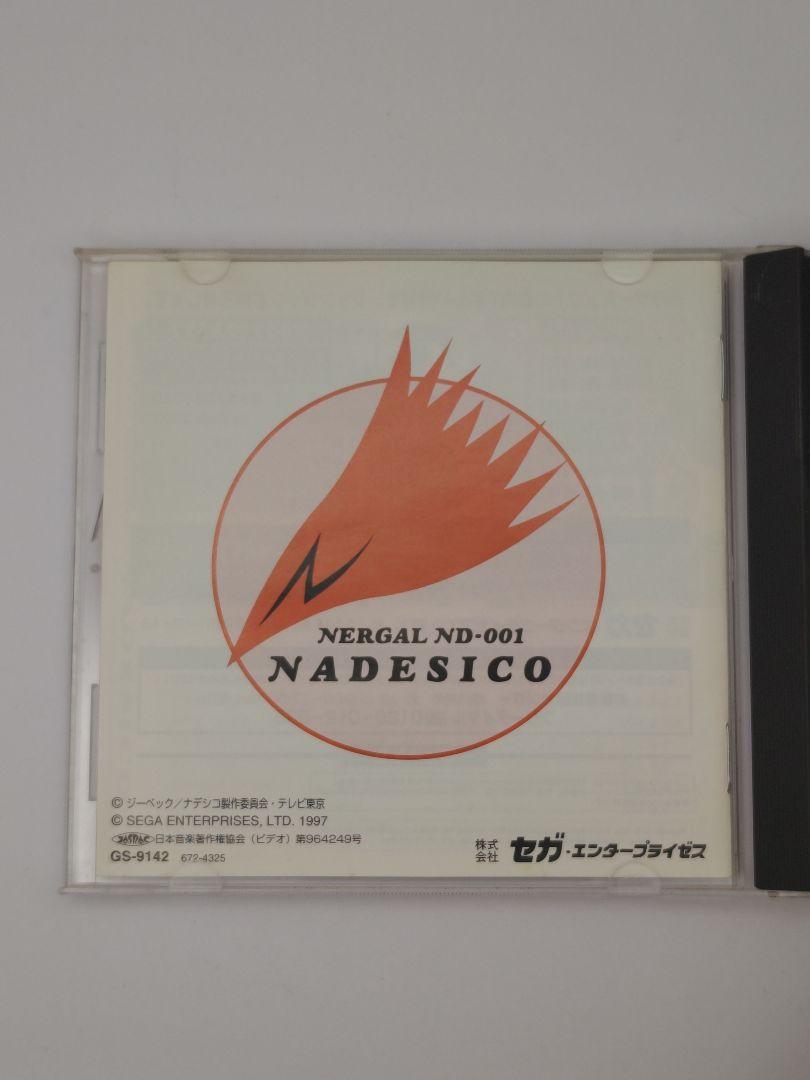 N
NERGAL ND-001
NADESICO
© ジーベック／ナデシコ製作委員会・テレビ東京
© SEGA ENTERPRISES, LTD. 1997
JASRAC 日本音楽著作権協会（ビデオ）第964249号
GS-9142 672-4325
株式会社 セガ・エンタープライゼス